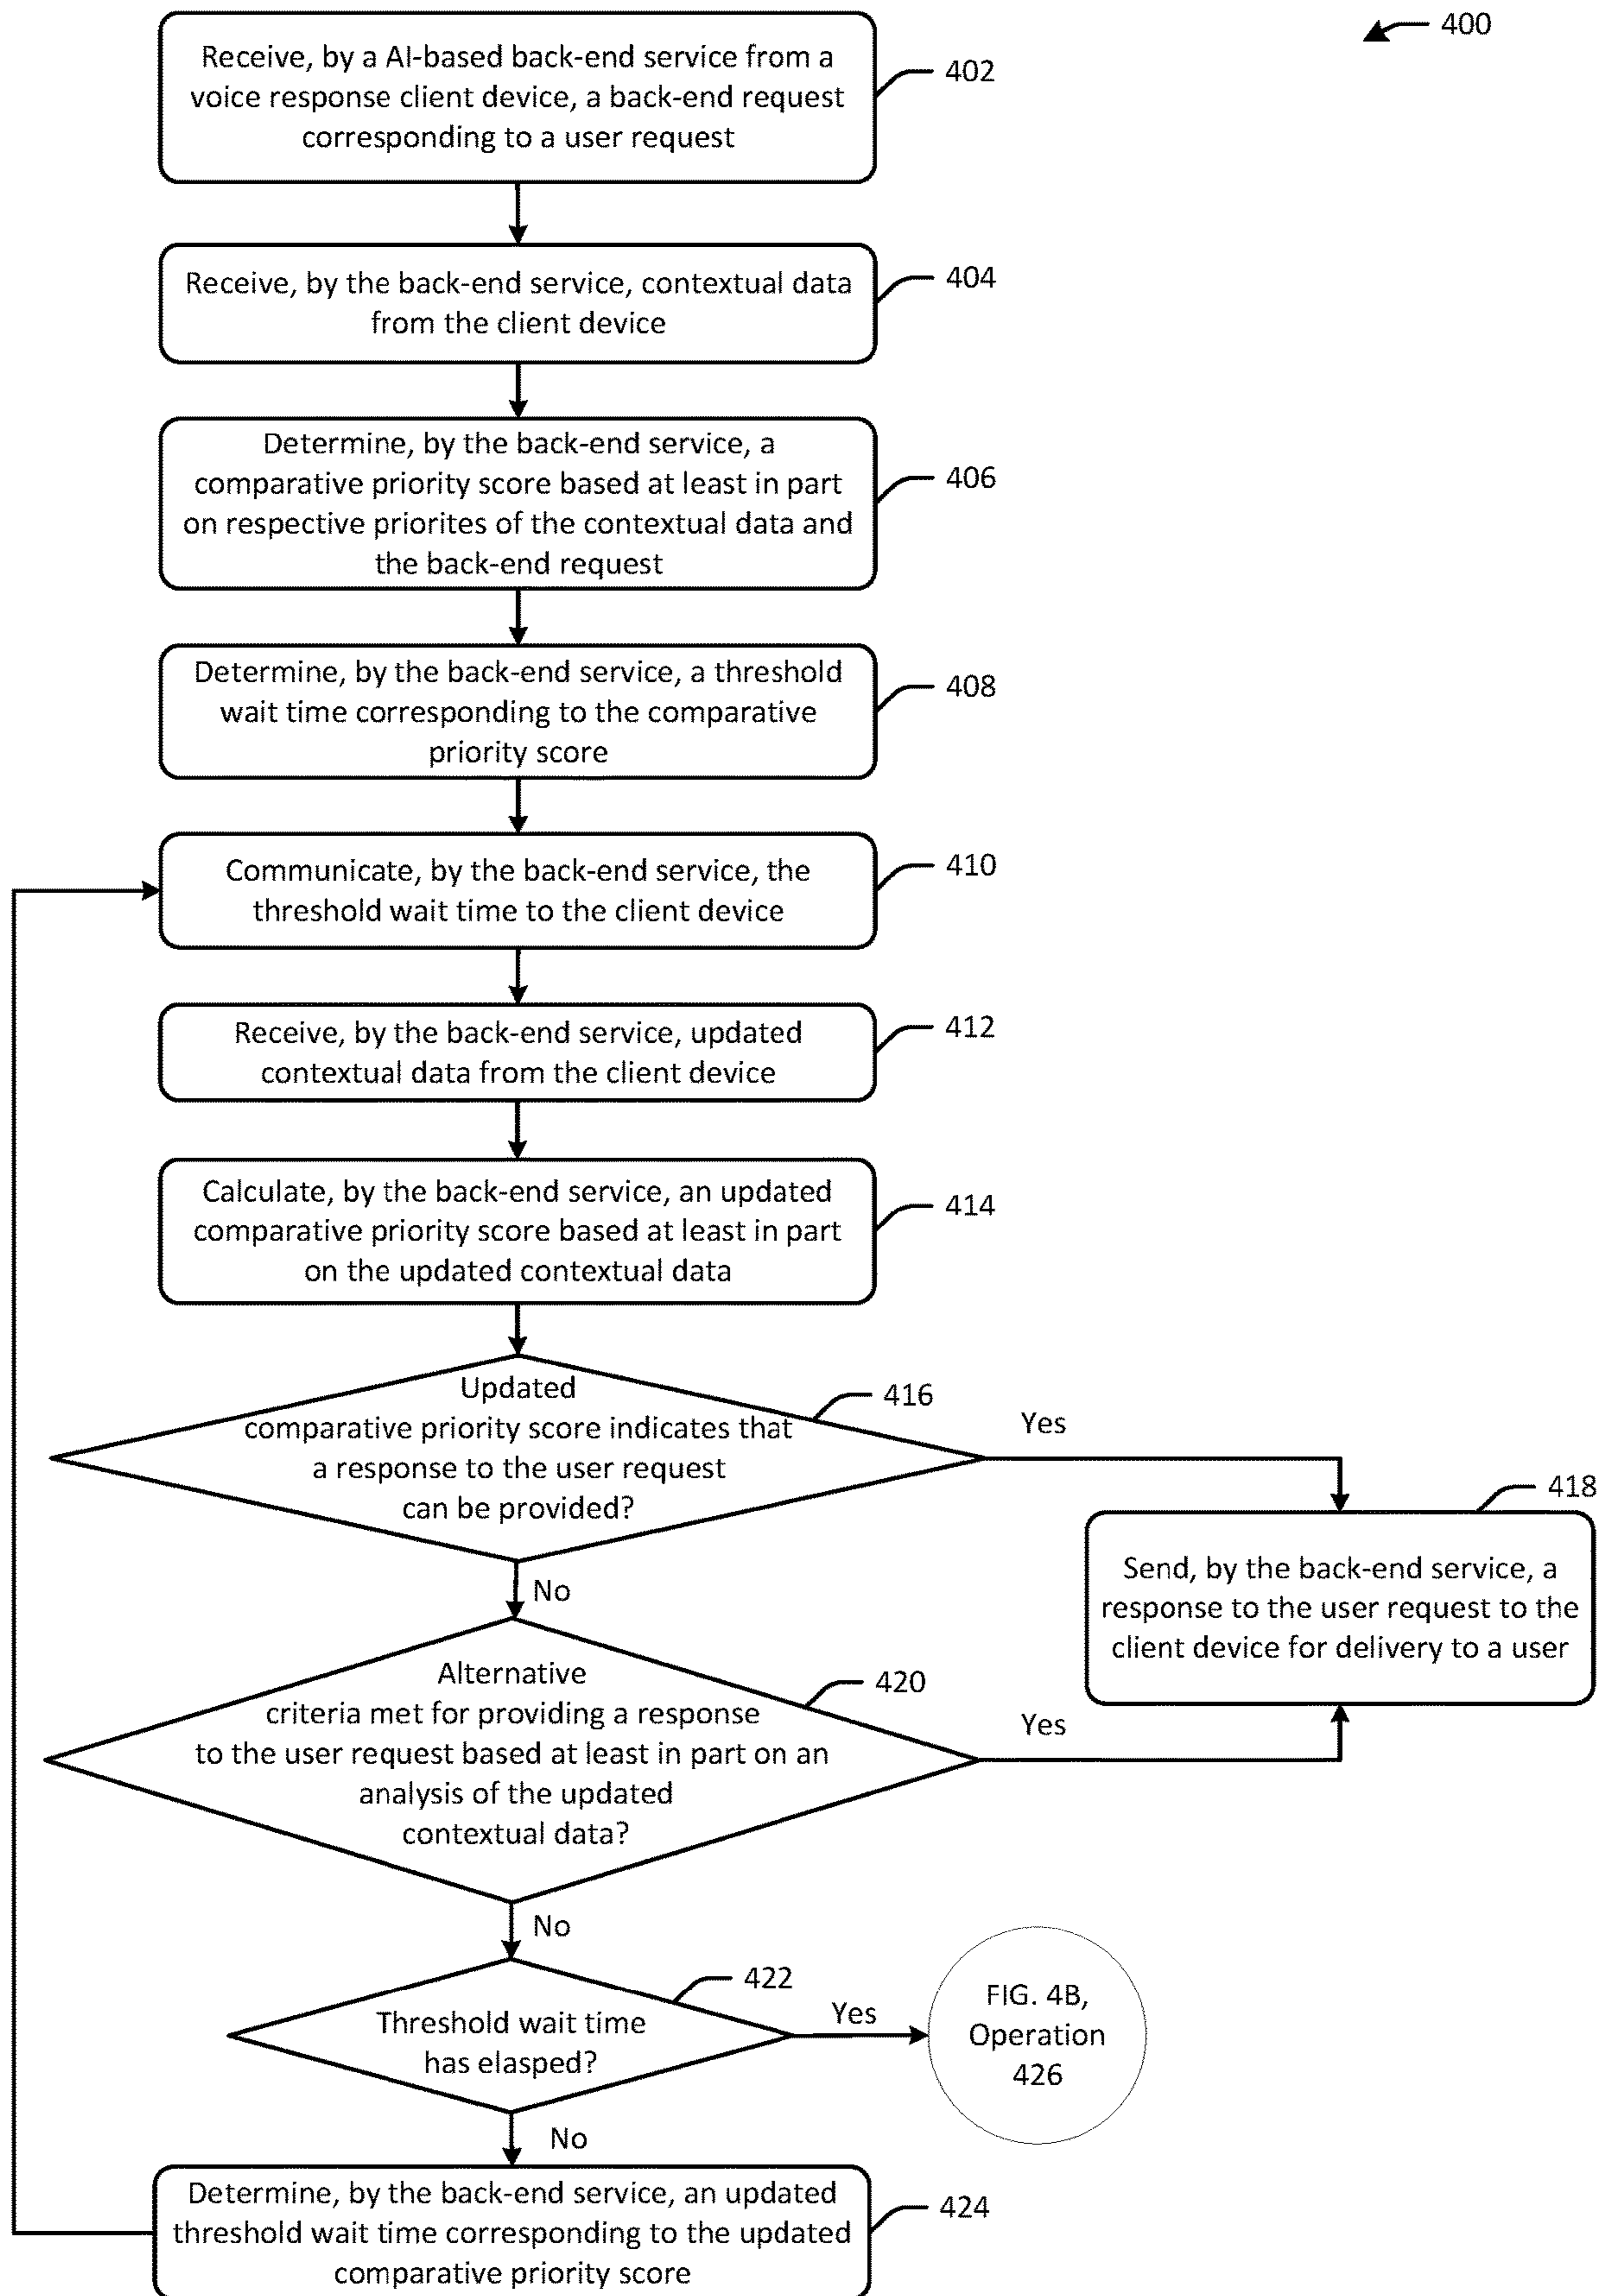 400
Receive, by a AI-based back-end service from a
voice response client device, a back-end request
corresponding to a user request
402
Receive, by the back-end service, contextual data
from the client device
404
Determine, by the back-end service, a
comparative priority score based at least in part
on respective priorites of the contextual data and
the back-end request
406
Determine, by the back-end service, a threshold
wait time corresponding to the comparative
priority score
408
Communicate, by the back-end service, the
threshold wait time to the client device
410
Receive, by the back-end service, updated
contextual data from the client device
412
Calculate, by the back-end service, an updated
comparative priority score based at least in part
on the updated contextual data
414
Updated
comparative priority score indicates that
a response to the user request
can be provided?
416
Yes
No
Send, by the back-end service, a
response to the user request to the
client device for delivery to a user
418
Alternative
criteria met for providing a response
to the user request based at least in part on an
analysis of the updated
contextual data?
420
Yes
No
Threshold wait time
has elasped?
422
Yes
FIG. 4B,
Operation
426
No
Determine, by the back-end service, an updated
threshold wait time corresponding to the updated
comparative priority score
424